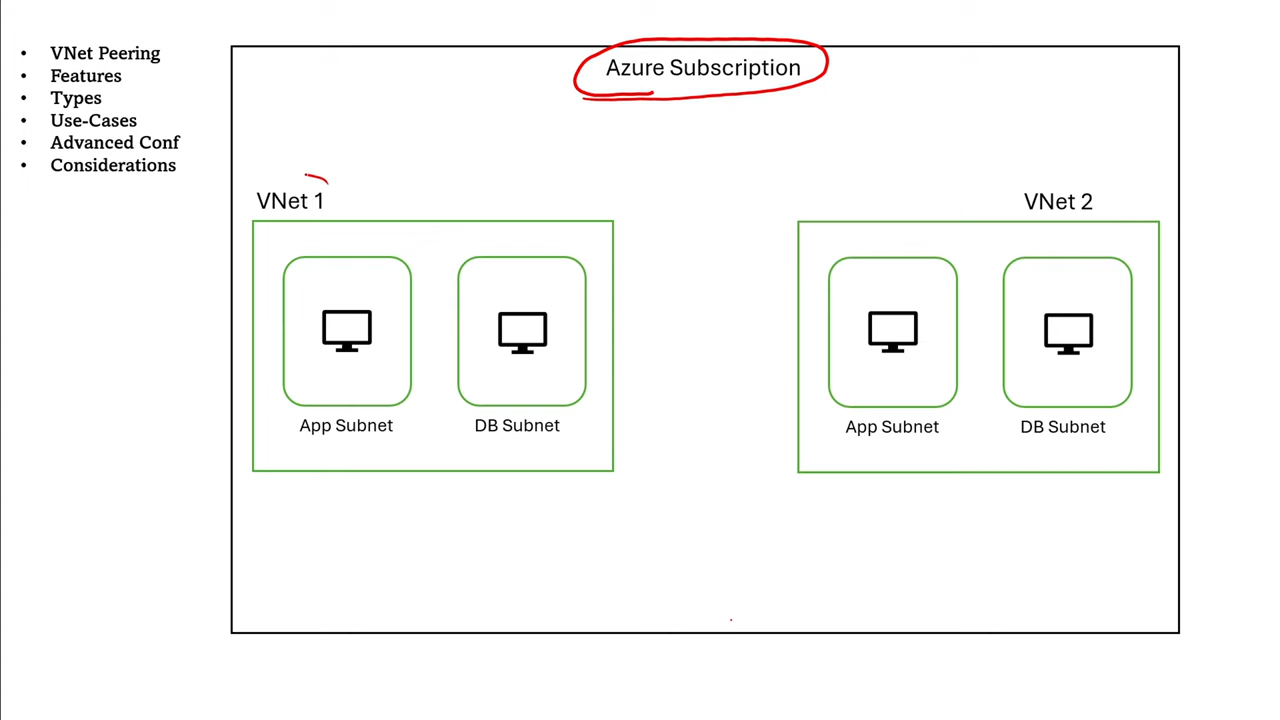 • VNet Peering
• Features
• Types
• Use-Cases
• Advanced Conf
• Considerations
Azure Subscription
VNet 1
VNet 2
App Subnet
DB Subnet
App Subnet
DB Subnet